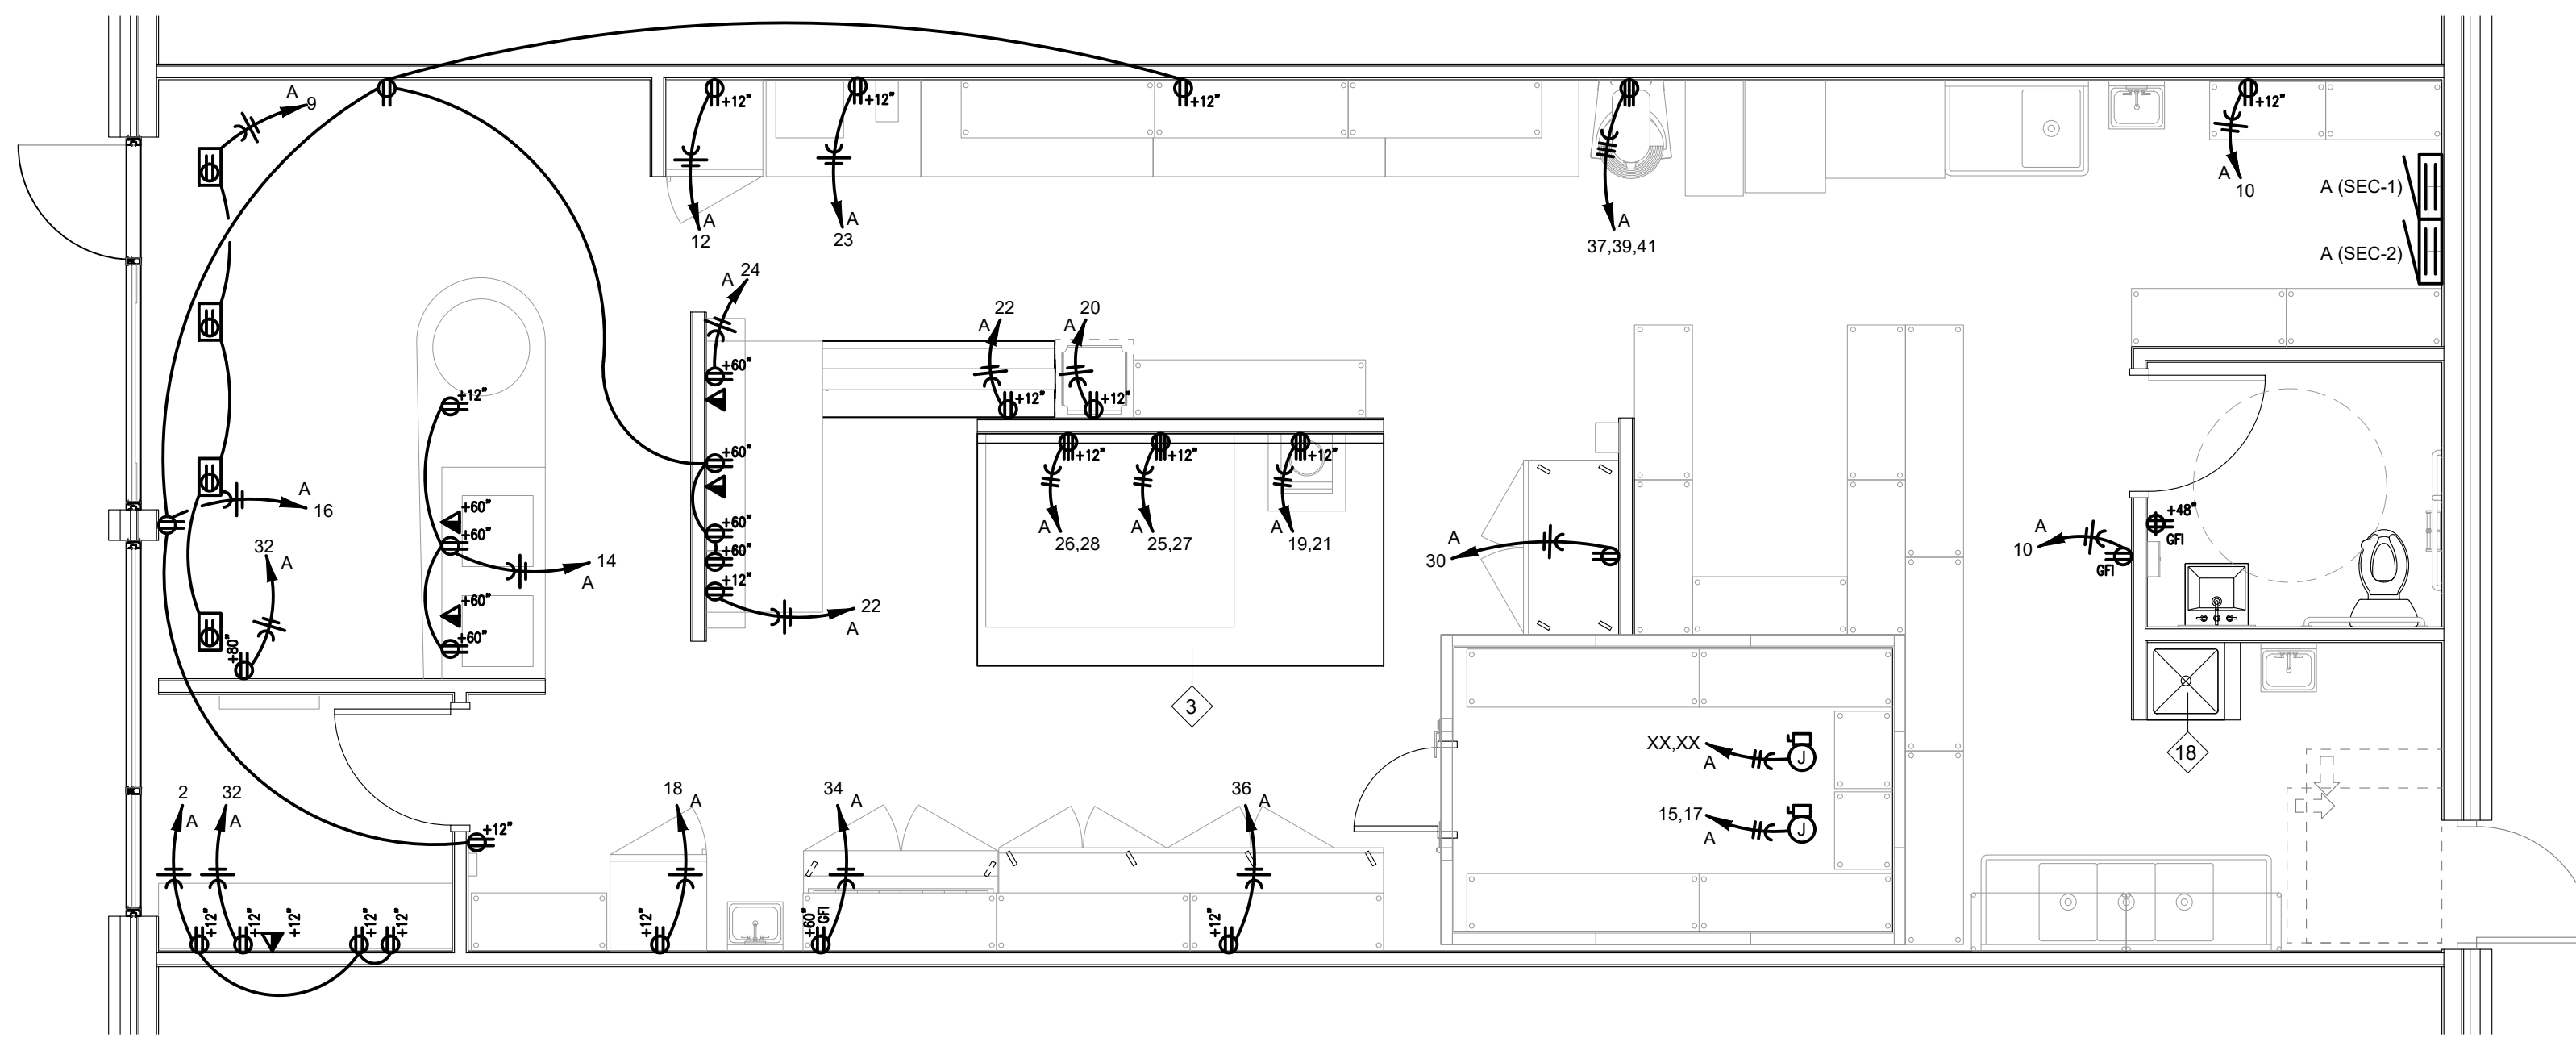 A
9
+12"
+12"
+12"
+12"
A
12
A
23
A
37,39,41
A
10
A (SEC-1)
A (SEC-2)
24
A
22
A
20
A
+60"
+12"
+12"
+12"
+60"
+12"
+12"
+12"
A
16
+60"
+60"
+60"
+60"
+12"
A
26,28
A
25,27
A
19,21
A
30
A
10
GFI
+48"
GFI
32
A
14
A
+60"
+60"
+80"
22
A
3
18
XX,XX
A
J
15,17
A
J
2
A
32
A
+12"
18
A
34
A
36
A
+12"
+12"
+12"
+12"
+12"
+12"
+60"
GFI
+12"